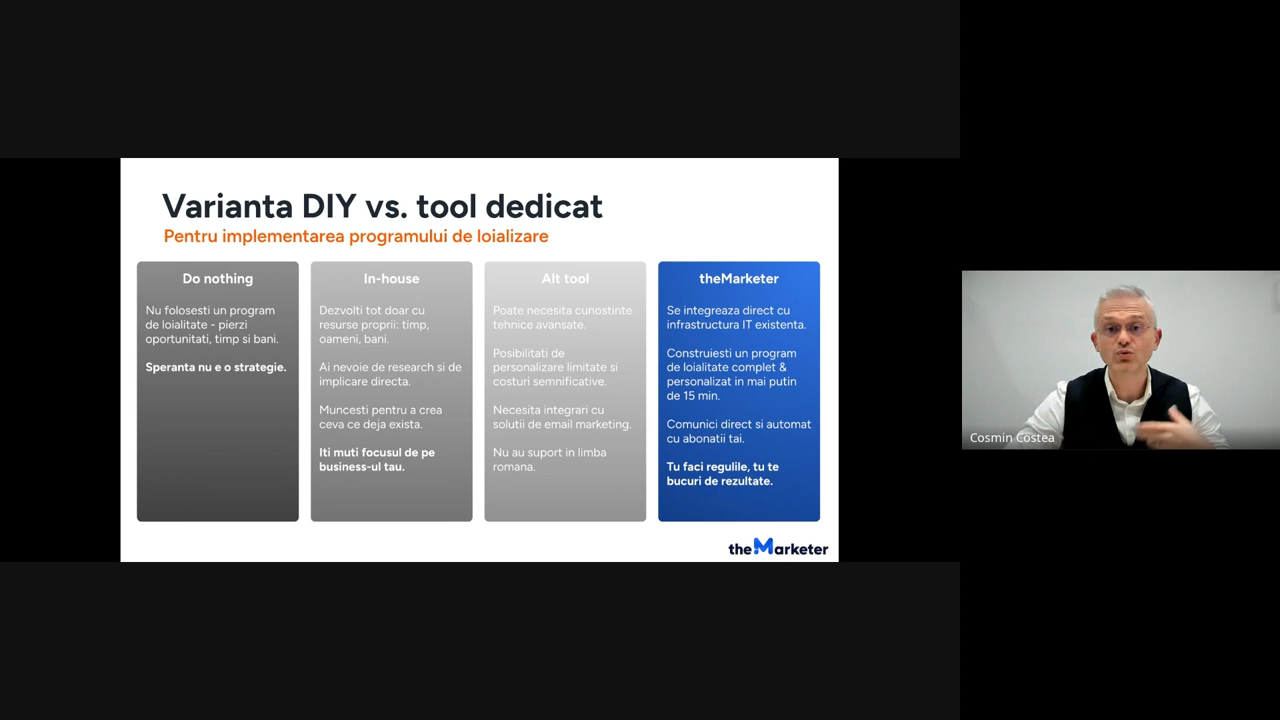 Varianta DIY vs. tool dedicat
Pentru implementarea programului de loializare
Do nothing
Nu folosesti un program
de loialitate - pierzi
oportunitati, timp si bani.
Speranta nu e o strategie.
In-house
Dezvolti tot doar cu
resurse proprii: timp,
oameni, bani.
Ai nevoie de research si de
implicare directa.
Muncesti pentru a crea
ceva ce deja exista.
Iti muti focusul de pe
business-ul tau.
Alt tool
Poate necesita cunostinte
tehnice avansate.
Posibilitati de
personalizare limitate si
costuri semnificative.
Necesita integrari cu
solutii de email marketing.
Nu au suport in limba
romana.
theMarketer
Se integreaza direct cu
infrastructura IT existenta.
Construiesti un program
de loialitate complet &
personalizat in mai putin
de 15 min.
Comunici direct si automat
cu abonatii tai.
Tu faci regulile, tu te
bucuri de rezultate.
theMarketer
Cosmin Costea